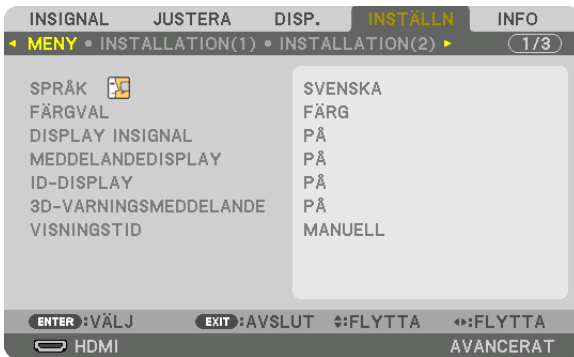 INSIGNAL JUSTERA DISP. INSTÄLLN INFO
MENY • INSTALLATION(1) • INSTALLATION(2) 1/3
SPRÅK SVENSKA
FÄRGVAL FÄRG
DISPLAY INSIGNAL PÅ
MEDDELANDEDISPLAY PÅ
ID-DISPLAY PÅ
3D-VARNINGSMEDDELANDE PÅ
VISNINGSTID MANUELL
ENTER :VÄLJ EXIT :AVSLUT :FLYTTA :FLYTTA
HDMI AVANCERAT